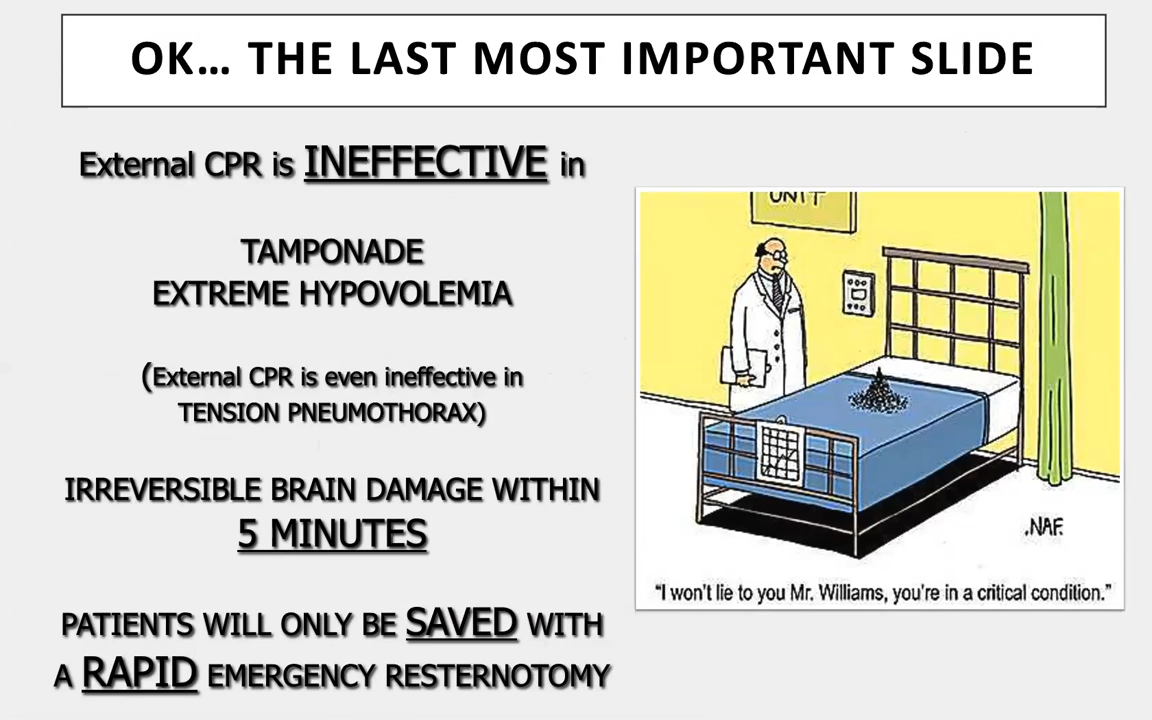 OK... THE LAST MOST IMPORTANT SLIDE
External CPR is INEFFECTIVE in
TAMPONADE
EXTREME HYPOVOLEMIA
(External CPR is even ineffective in
TENSION PNEUMOTHORAX)
IRREVERSIBLE BRAIN DAMAGE WITHIN
5 MINUTES
PATIENTS WILL ONLY BE SAVED WITH
A RAPID EMERGENCY RESTERNOTOMY
UNIT
.NAF.
“I won't lie to you Mr. Williams, you're in a critical condition.”